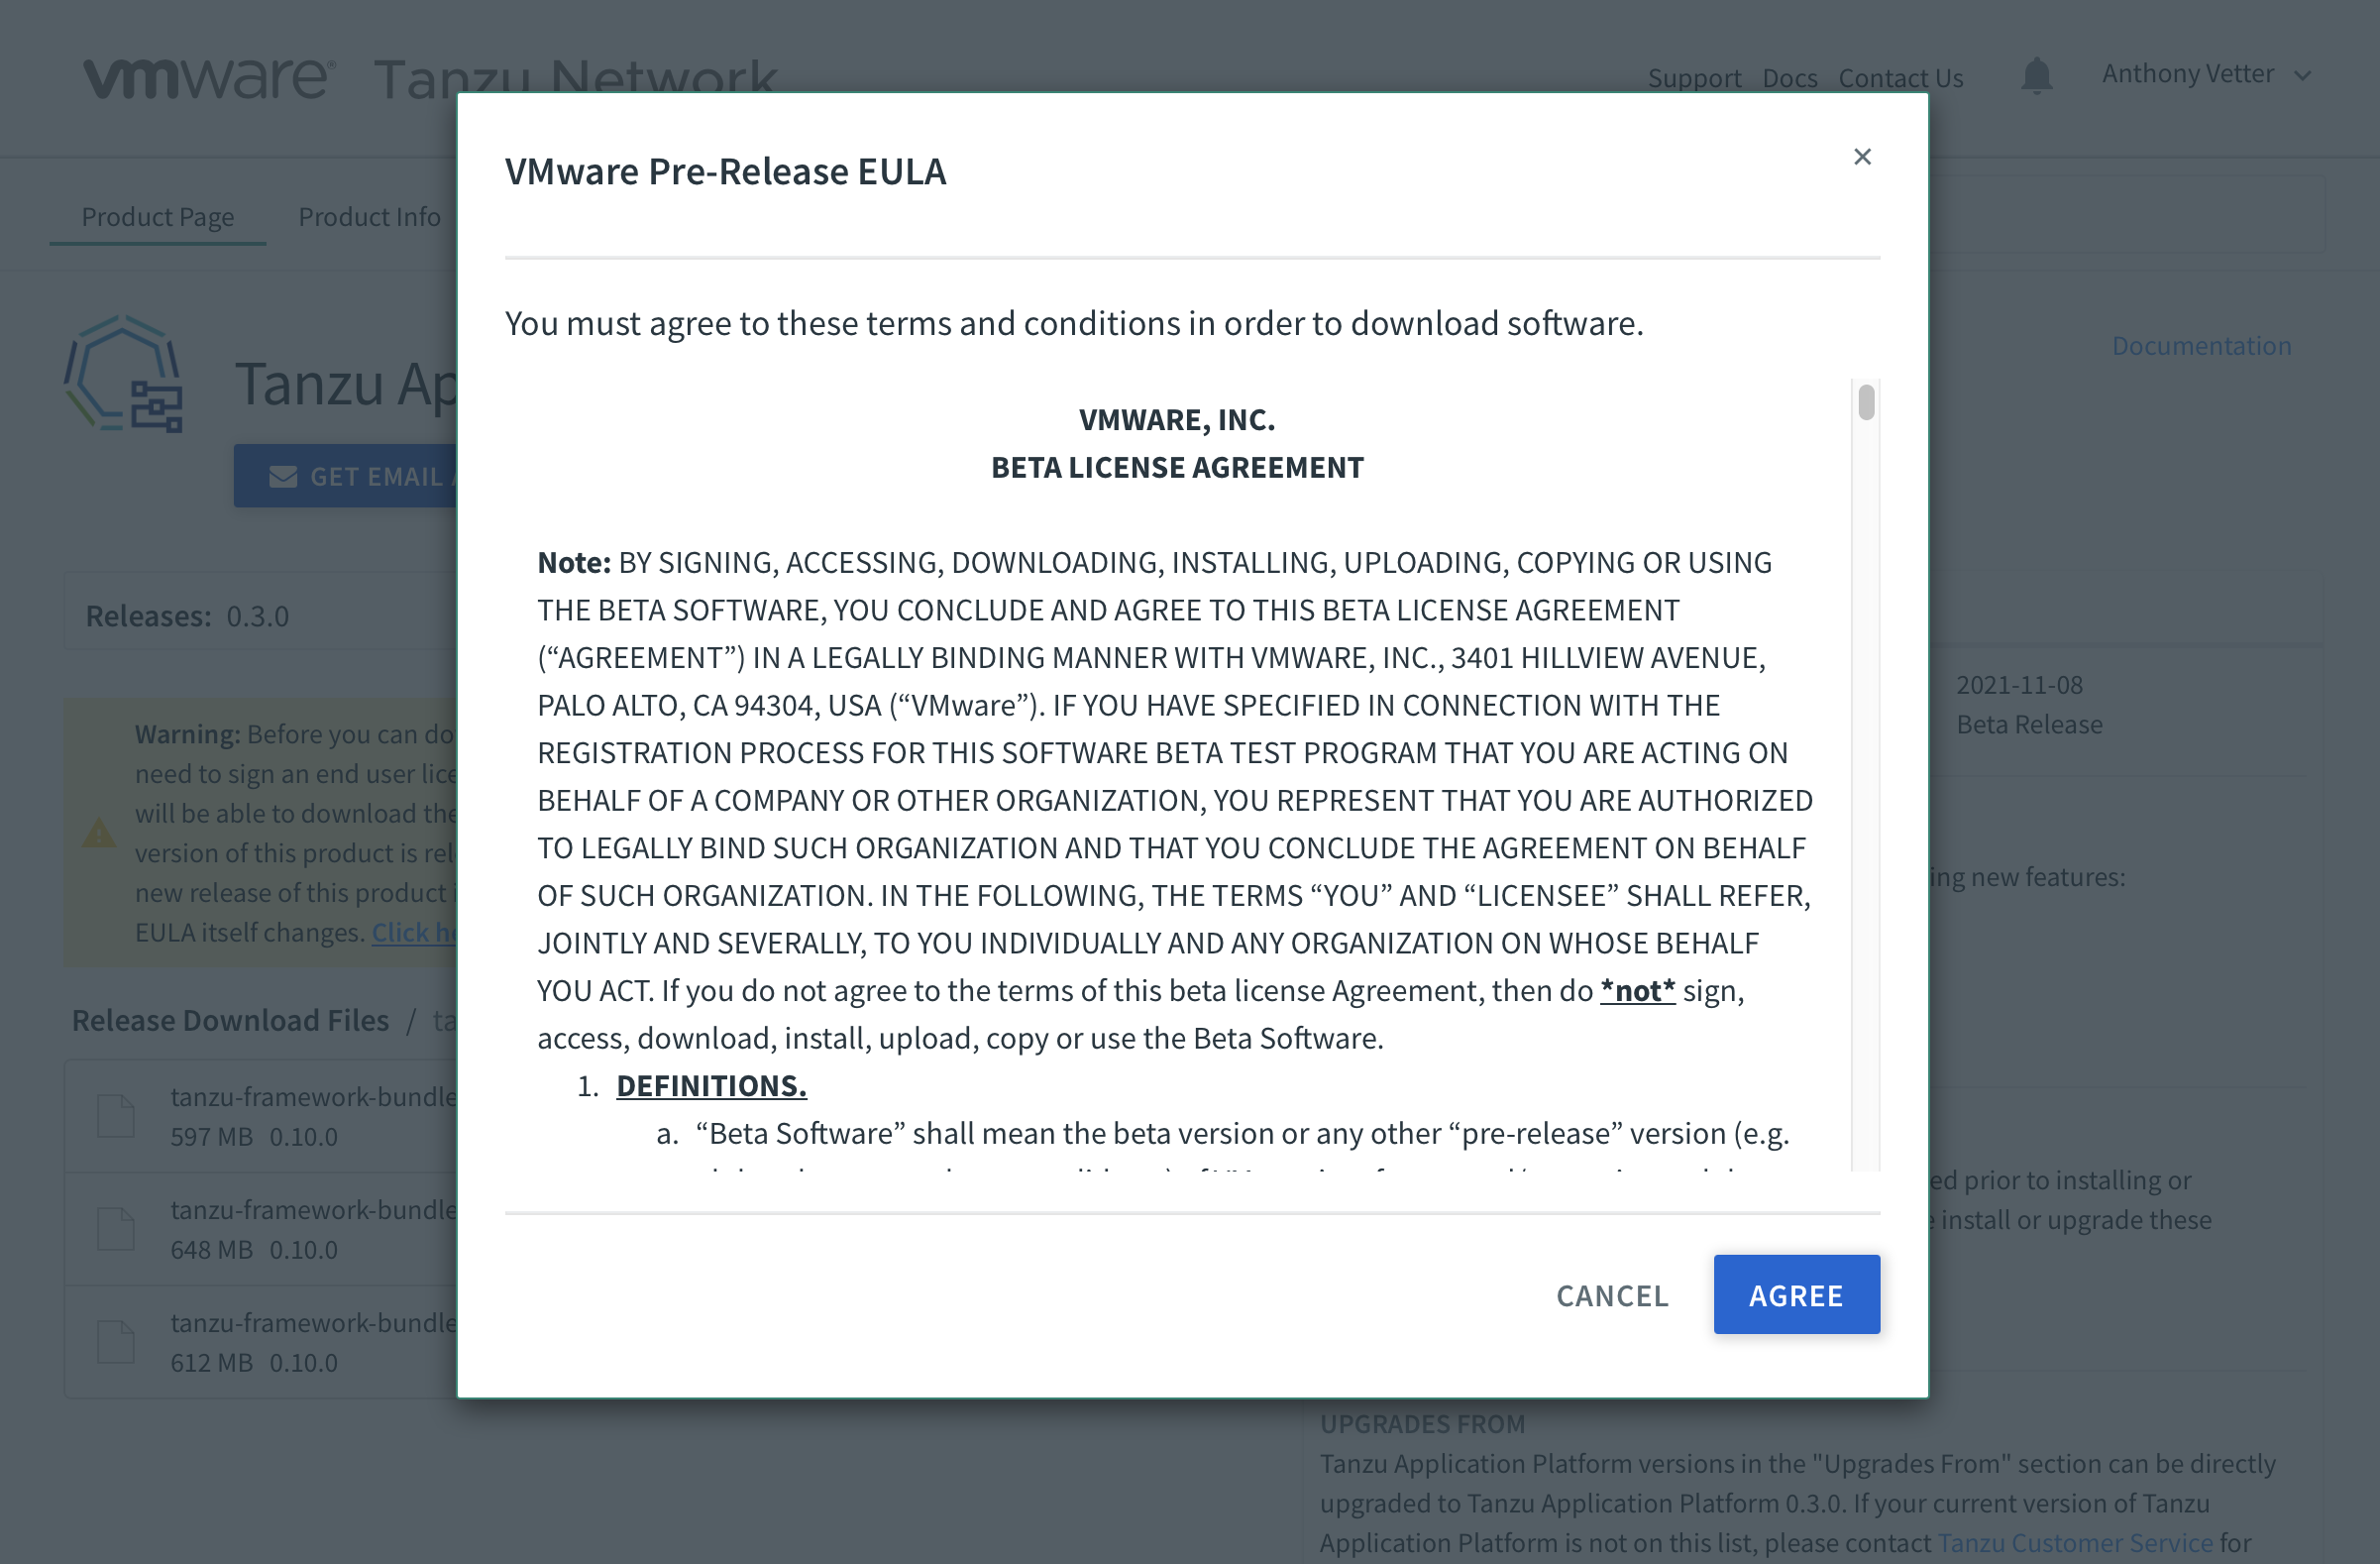 vmware® Tanzu Network
Support Docs Contact Us Anthony Vetter
VMware Pre-Release EULA
×
Product Page Product Info
You must agree to these terms and conditions in order to download software.
Documentation
Tanzu Ap
GET EMAIL
VMWARE, INC.
BETA LICENSE AGREEMENT
Note: BY SIGNING, ACCESSING, DOWNLOADING, INSTALLING, UPLOADING, COPYING OR USING
THE BETA SOFTWARE, YOU CONCLUDE AND AGREE TO THIS BETA LICENSE AGREEMENT
(“AGREEMENT”) IN A LEGALLY BINDING MANNER WITH VMWARE, INC., 3401 HILLVIEW AVENUE,
PALO ALTO, CA 94304, USA (“VMware”). IF YOU HAVE SPECIFIED IN CONNECTION WITH THE
REGISTRATION PROCESS FOR THIS SOFTWARE BETA TEST PROGRAM THAT YOU ARE ACTING ON
BEHALF OF A COMPANY OR OTHER ORGANIZATION, YOU REPRESENT THAT YOU ARE AUTHORIZED
TO LEGALLY BIND SUCH ORGANIZATION AND THAT YOU CONCLUDE THE AGREEMENT ON BEHALF
OF SUCH ORGANIZATION. IN THE FOLLOWING, THE TERMS “YOU” AND “LICENSEE” SHALL REFER,
JOINTLY AND SEVERALLY, TO YOU INDIVIDUALLY AND ANY ORGANIZATION ON WHOSE BEHALF
YOU ACT. If you do not agree to the terms of this beta license Agreement, then do *not* sign,
access, download, install, upload, copy or use the Beta Software.
1. DEFINITIONS.
a. “Beta Software” shall mean the beta version or any other “pre-release” version (e.g.
CANCEL AGREE
Releases: 0.3.0
Warning: Before you can do
need to sign an end user lice
will be able to download the
version of this product is rel
new release of this product i
EULA itself changes. Click he
Release Download Files / ta
tanzu-framework-bundle
597 MB 0.10.0
tanzu-framework-bundle
648 MB 0.10.0
tanzu-framework-bundle
612 MB 0.10.0
2021-11-08
Beta Release
ing new features:
ed prior to installing or
install or upgrade these
UPGRADES FROM
Tanzu Application Platform versions in the "Upgrades From" section can be directly
upgraded to Tanzu Application Platform 0.3.0. If your current version of Tanzu
Application Platform is not on this list, please contact Tanzu Customer Service for